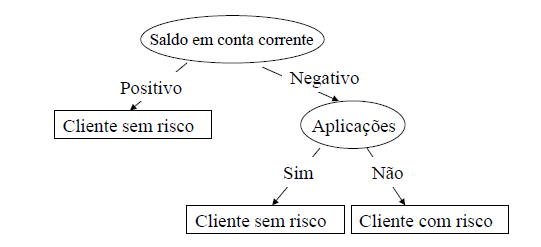 Saldo em conta corrente
Positivo
Negativo
Cliente sem risco
Aplicações
Sim
Não
Cliente sem risco
Cliente com risco